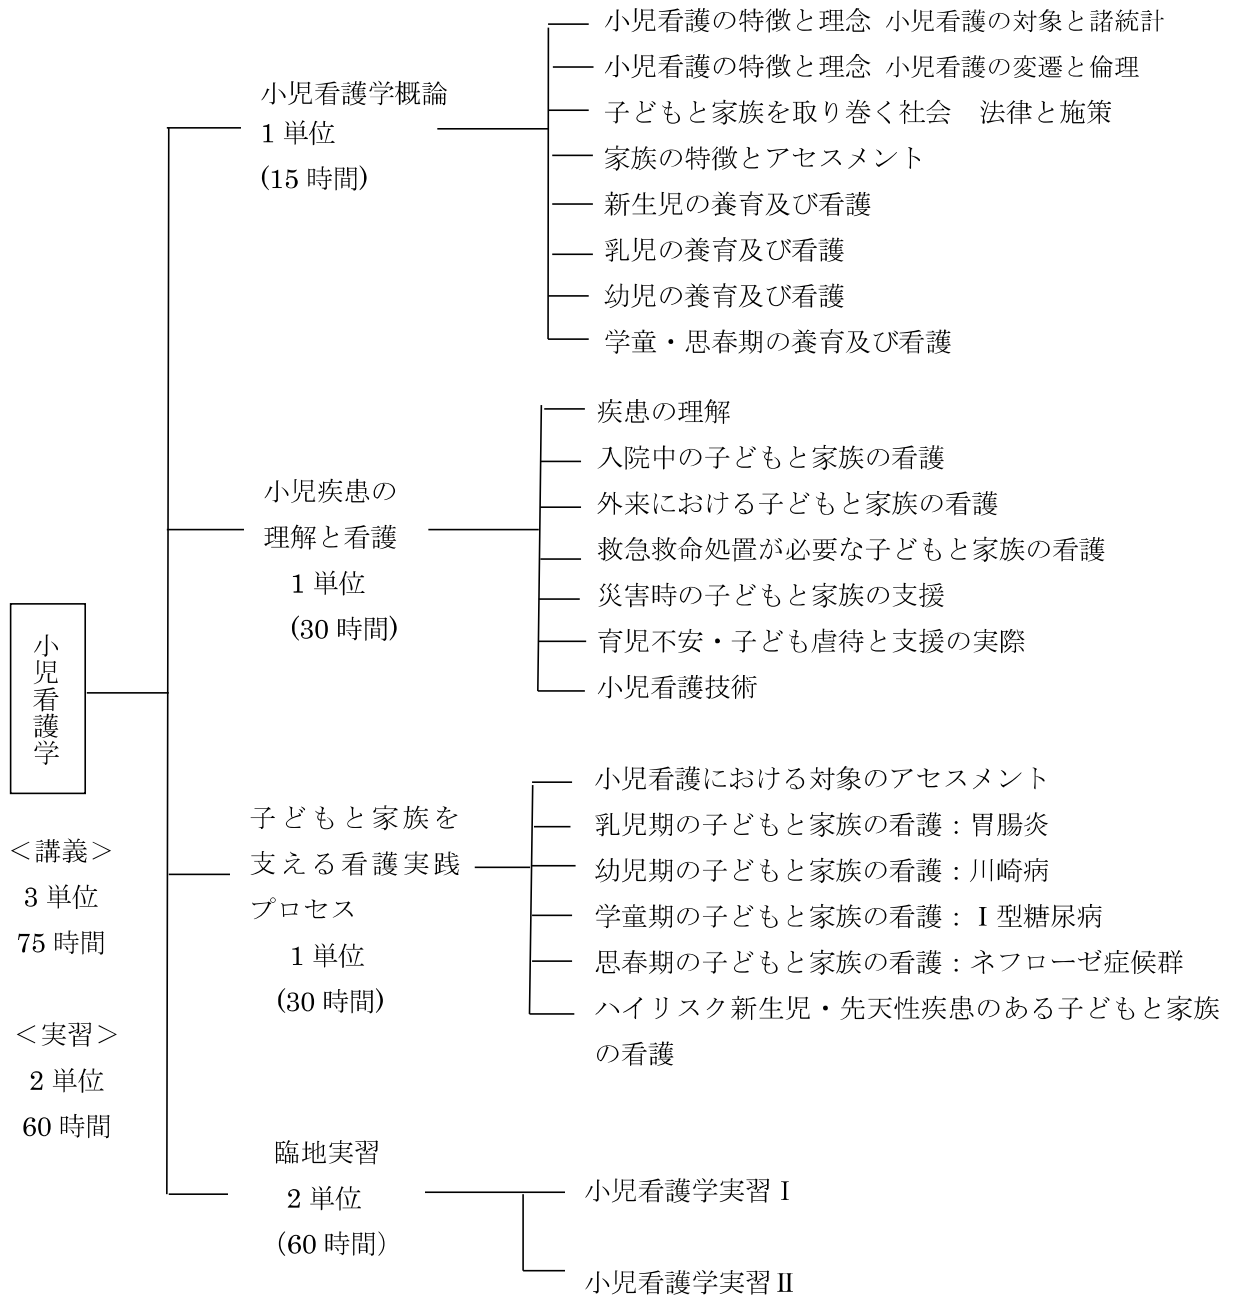 小児看護学
＜講義＞
3 単位
75 時間
＜実習＞
2 単位
60 時間
小児看護学概論
1 単位
(15 時間)
小児看護の特徴と理念 小児看護の対象と諸統計
小児看護の特徴と理念 小児看護の変遷と倫理
子どもと家族を取り巻く社会　法律と施策
家族の特徴とアセスメント
新生児の養育及び看護
乳児の養育及び看護
幼児の養育及び看護
学童・思春期の養育及び看護
小児疾患の
理解と看護
1 単位
(30 時間)
疾患の理解
入院中の子どもと家族の看護
外来における子どもと家族の看護
救急救命処置が必要な子どもと家族の看護
災害時の子どもと家族の支援
育児不安・子ども虐待と支援の実際
小児看護技術
子どもと家族を
支える看護実践
プロセス
1 単位
(30 時間)
小児看護における対象のアセスメント
乳児期の子どもと家族の看護：胃腸炎
幼児期の子どもと家族の看護：川崎病
学童期の子どもと家族の看護：Ⅰ型糖尿病
思春期の子どもと家族の看護：ネフローゼ症候群
ハイリスク新生児・先天性疾患のある子どもと家族
の看護
臨地実習
2 単位
（60 時間）
小児看護学実習Ⅰ
小児看護学実習Ⅱ